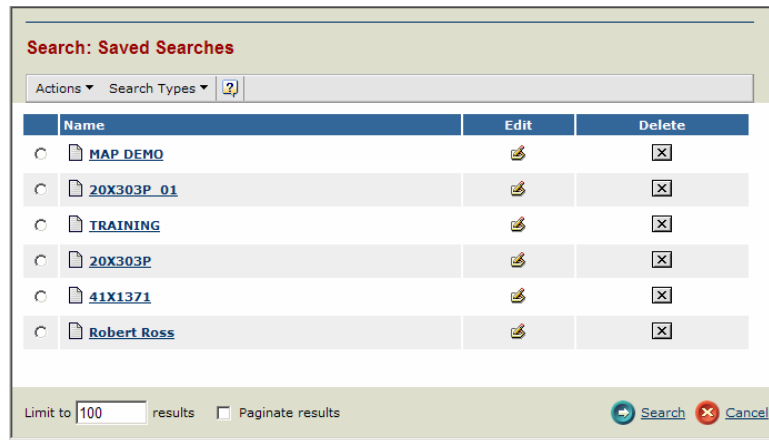 Search: Saved Searches
Actions Search Types ?
Name Edit Delete
MAP DEMO
20X303P_01
TRAINING
20X303P
41X1371
Robert Ross
Limit to 100 results Paginate results Search Cancel